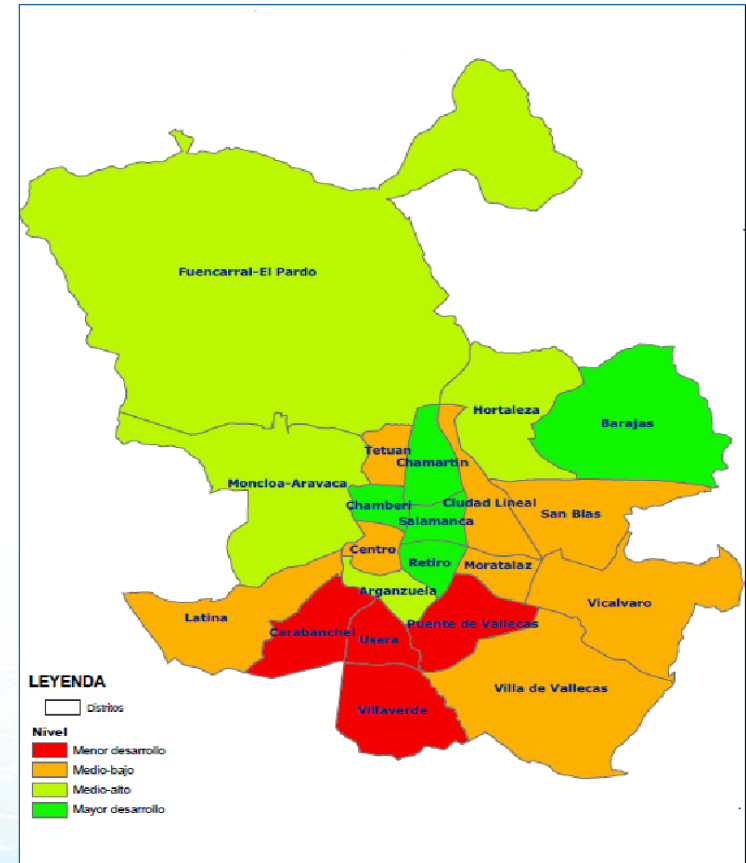 Fuencarral-El Pardo
Hortaleza
Barajas
Tetuan
Chamartin
Moncloa-Aravaca
Chamberi
Ciudad Lineal
San Blas
Salamanca
Centro
Retiro
Moratalaz
Arganzuela
Vicalvaro
Latina
Carabanchel
Usera
Puente de Vallecas
Villa de Vallecas
Villaverde
LEYENDA
Distritos
Nivel
Menor desarrollo
Medio-bajo
Medio-alto
Mayor desarrollo